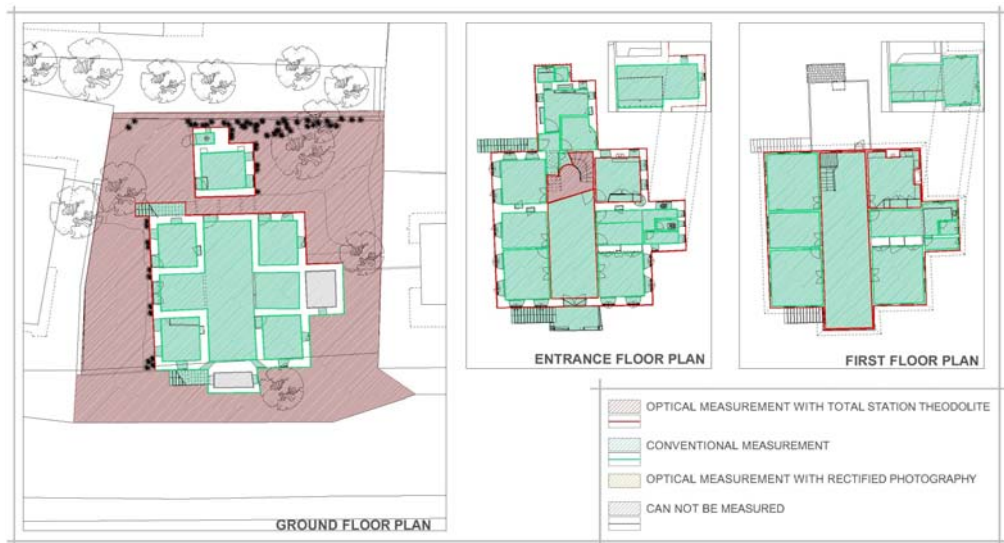 GROUND FLOOR PLAN
ENTRANCE FLOOR PLAN
FIRST FLOOR PLAN
OPTICAL MEASUREMENT WITH TOTAL STATION THEODOLITE
CONVENTIONAL MEASUREMENT
OPTICAL MEASUREMENT WITH RECTIFIED PHOTOGRAPHY
CAN NOT BE MEASURED